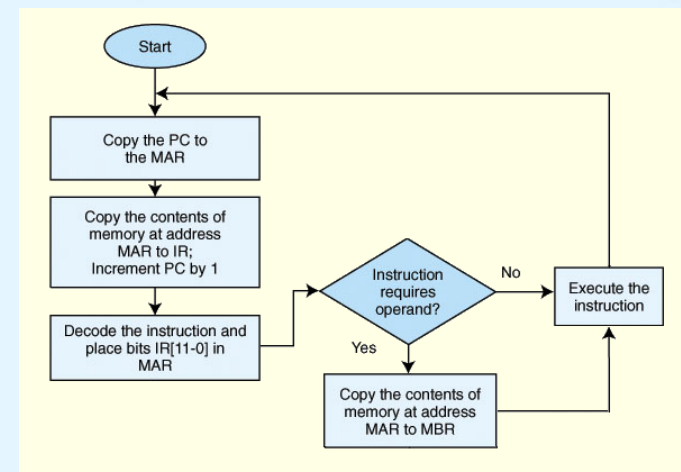 Start
Copy the PC to
the MAR
Copy the contents of
memory at address
MAR to IR;
Increment PC by 1
Decode the instruction and
place bits IR[11-0] in
MAR
Instruction
requires
operand?
No
Yes
Execute the
instruction
Copy the contents of
memory at address
MAR to MBR